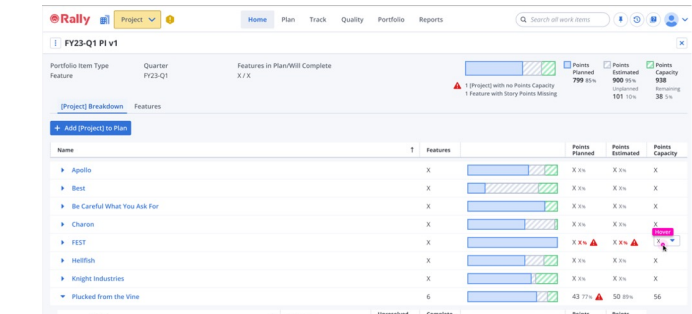 Rally Project Home Plan Track Quality Portfolio Reports Search all work items
FY23-Q1 PI v1
Portfolio Item Type Quarter Features in Plan/Will Complete
Feature FY23-Q1 X / X
Points Planned Points Estimated Points Capacity
799 85% 900 95% 938
Unplanned Remaining
101 10% 38 5%
1 [Project] with no Points Capacity
1 Feature with Story Points Missing
[Project] Breakdown Features
+ Add [Project] to Plan
Name ↑ Features Points Planned Points Estimated Points Capacity
Apollo X X X% X X% X
Best X X X% X X% X
Be Careful What You Ask For X X X% X X% X
Charon X X X% X X% X
Hover
FEST X X X% X X% X
Hellfish X X X% X X% X
Knight Industries X X X% X X% X
Plucked from the Vine 6 43 77% 50 89% 56
Complete Points Points